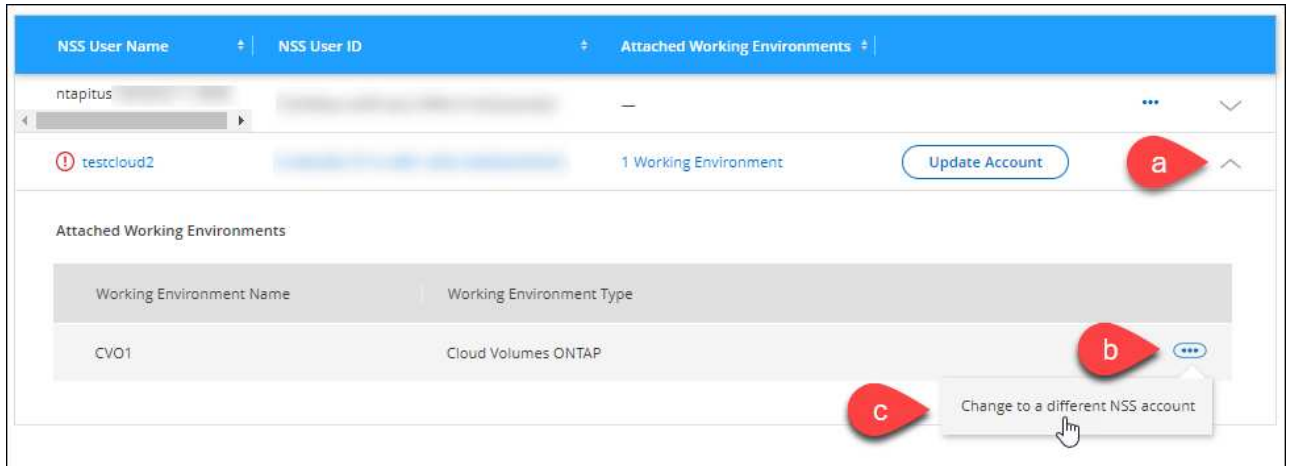 NSS User Name NSS User ID Attached Working Environments
ntapitus
—
testcloud2 1 Working Environment Update Account a
Attached Working Environments
Working Environment Name Working Environment Type
CVO1 Cloud Volumes ONTAP b
c Change to a different NSS account